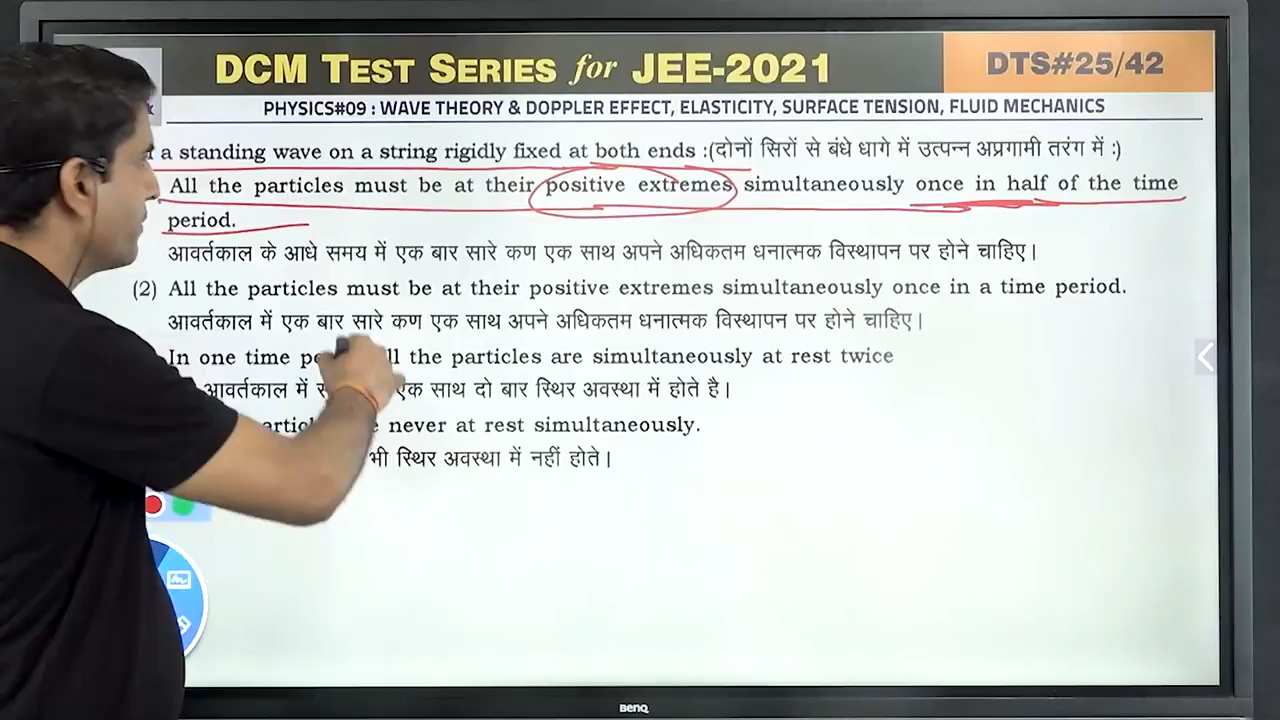 DCM TEST SERIES for JEE-2021
DTS#25/42
PHYSICS#09 : WAVE THEORY & DOPPLER EFFECT, ELASTICITY, SURFACE TENSION, FLUID MECHANICS
a standing wave on a string rigidly fixed at both ends :(दोनों सिरों से बंधे धागे में उत्पन्न अप्रगामी तरंग में :)
All the particles must be at their positive extremes simultaneously once in half of the time
period.
आवर्तकाल के आधे समय में एक बार सारे कण एक साथ अपने अधिकतम धनात्मक विस्थापन पर होने चाहिए।
(2) All the particles must be at their positive extremes simultaneously once in a time period.
आवर्तकाल में एक बार सारे कण एक साथ अपने अधिकतम धनात्मक विस्थापन पर होने चाहिए।
In one time the particles are simultaneously at rest twice
आवर्तकाल में एक साथ दो बार स्थिर अवस्था में होते है।
never at rest simultaneously.
भी स्थिर अवस्था में नहीं होते।
BENQ